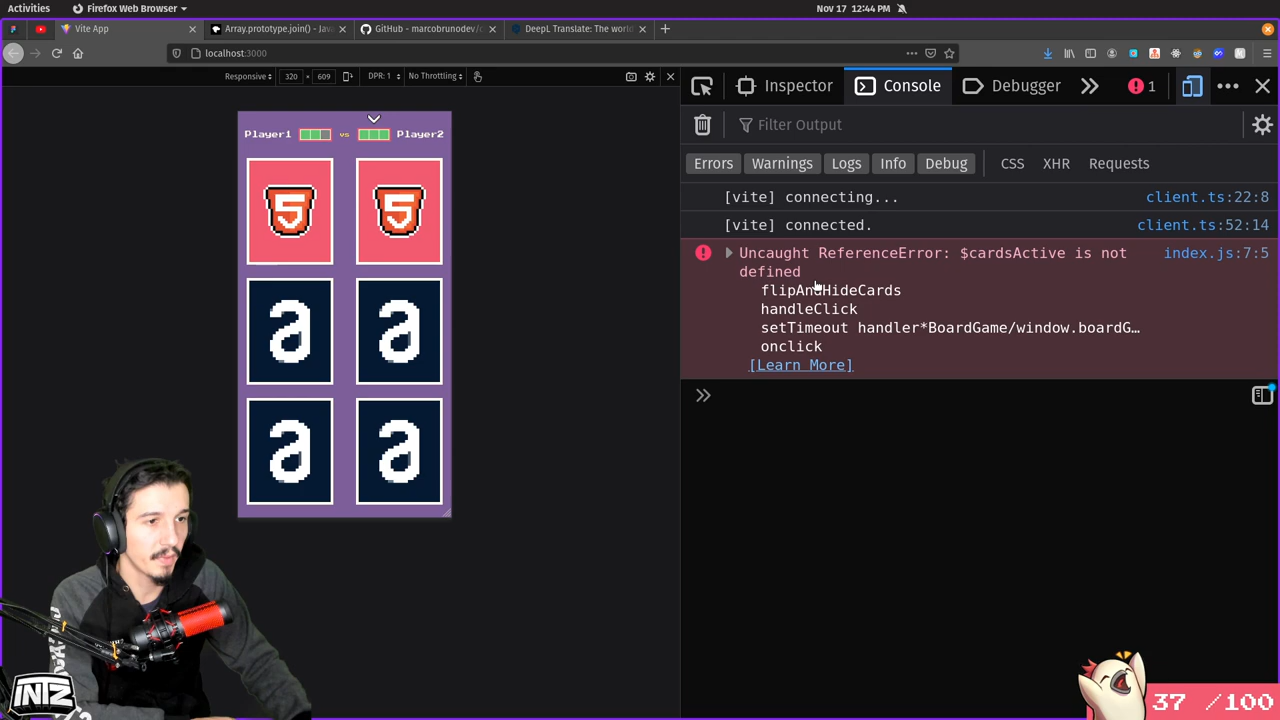 Activities
Firefox Web Browser
Nov 17 12:44 PM
Vite App
Array.prototype.join() - Java
GitHub - marcobrunodev/c
DeepL Translate: The world
localhost:3000
Responsive
320
×
609
DPR: 1
No Throttling
Inspector
Console
Debugger
1
Filter Output
Errors
Warnings
Logs
Info
Debug
CSS
XHR
Requests
[vite] connecting... client.ts:22:8
[vite] connected. client.ts:52:14
Uncaught ReferenceError: $cardsActive is not index.js:7:5
defined
flipAndHideCards
handleClick
setTimeout handler*BoardGame/window.boardG…
onclick
[Learn More]
Player1 vs Player2
5 5
a a
a a
INTZ
37 /100